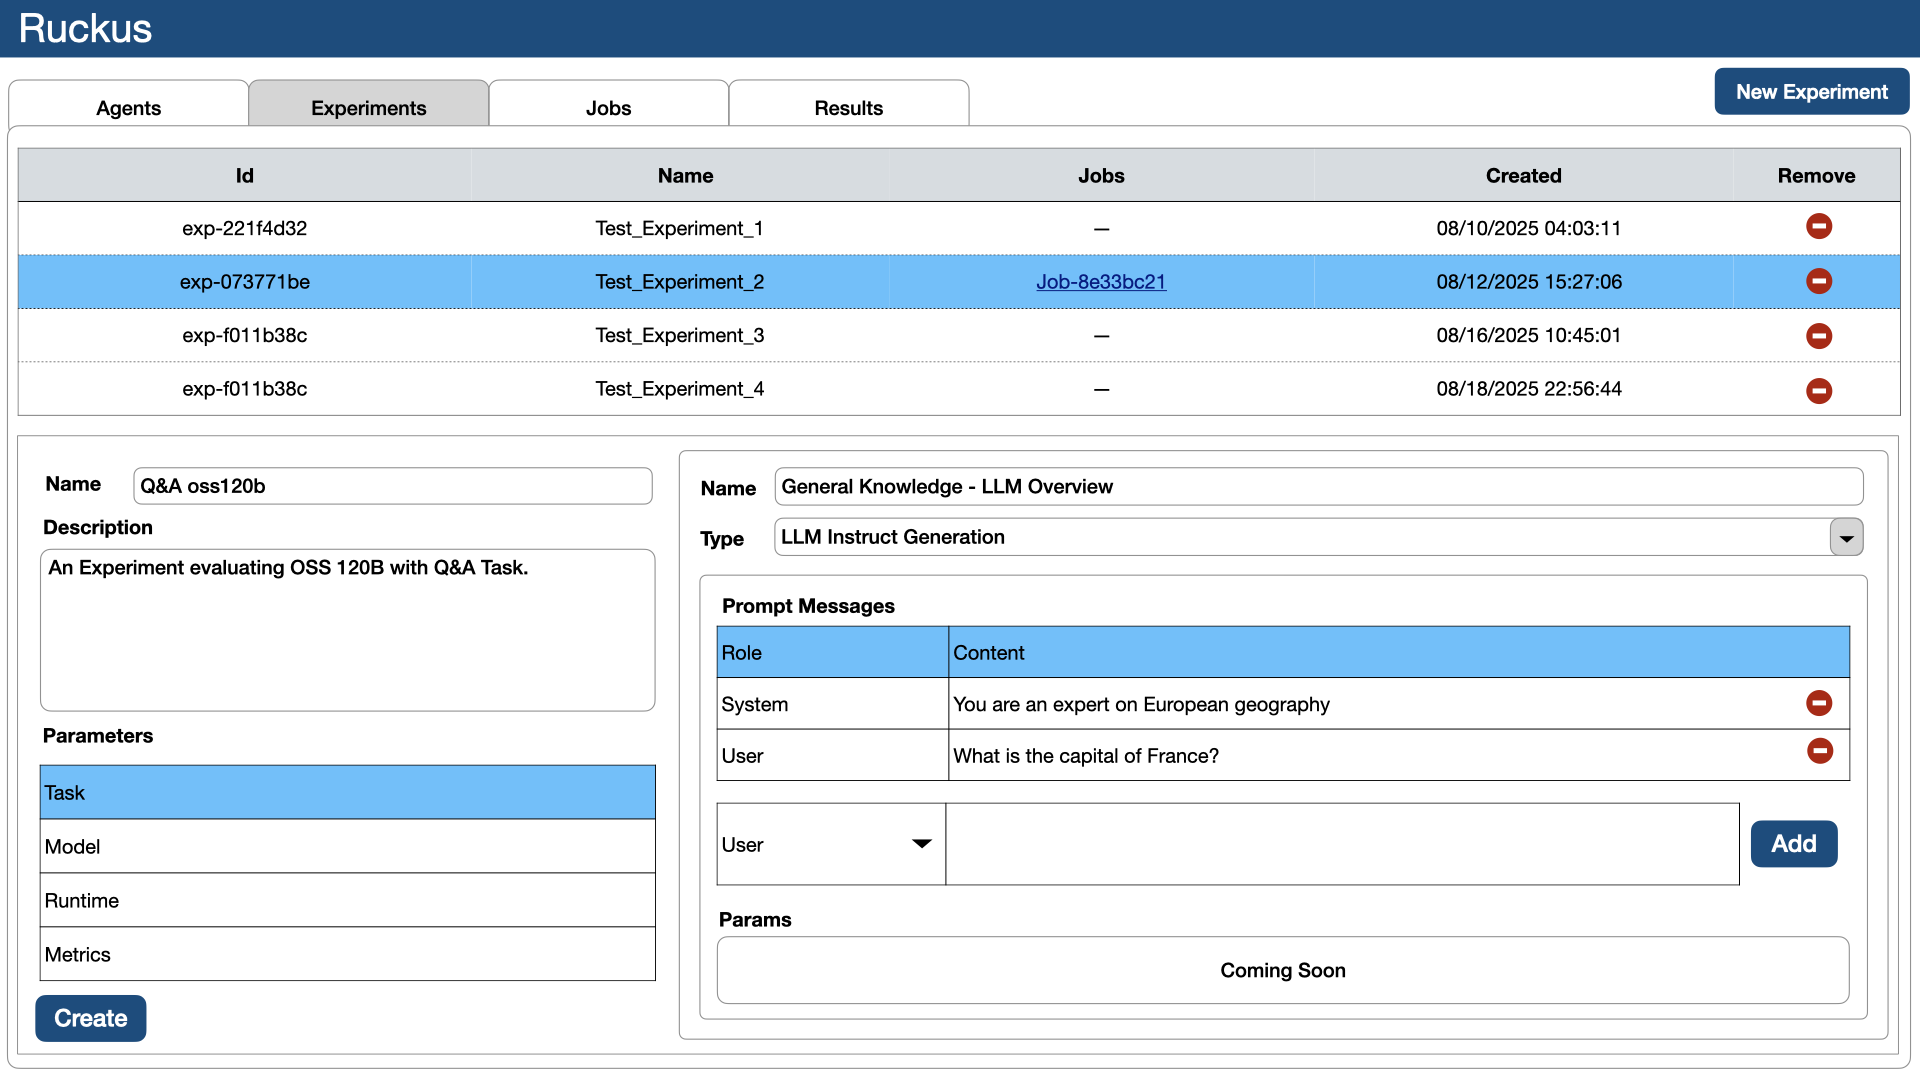 Ruckus
Agents Experiments Jobs Results New Experiment
Id Name Jobs Created Remove
exp-221f4d32 Test_Experiment_1 — 08/10/2025 04:03:11
exp-073771be Test_Experiment_2 Job-8e33bc21 08/12/2025 15:27:06
exp-f011b38c Test_Experiment_3 — 08/16/2025 10:45:01
exp-f011b38c Test_Experiment_4 — 08/18/2025 22:56:44
Name Q&A oss120b
Description
An Experiment evaluating OSS 120B with Q&A Task.
Parameters
Task
Model
Runtime
Metrics
Create
Name General Knowledge - LLM Overview
Type LLM Instruct Generation
Prompt Messages
Role Content
System You are an expert on European geography
User What is the capital of France?
User Add
Params
Coming Soon